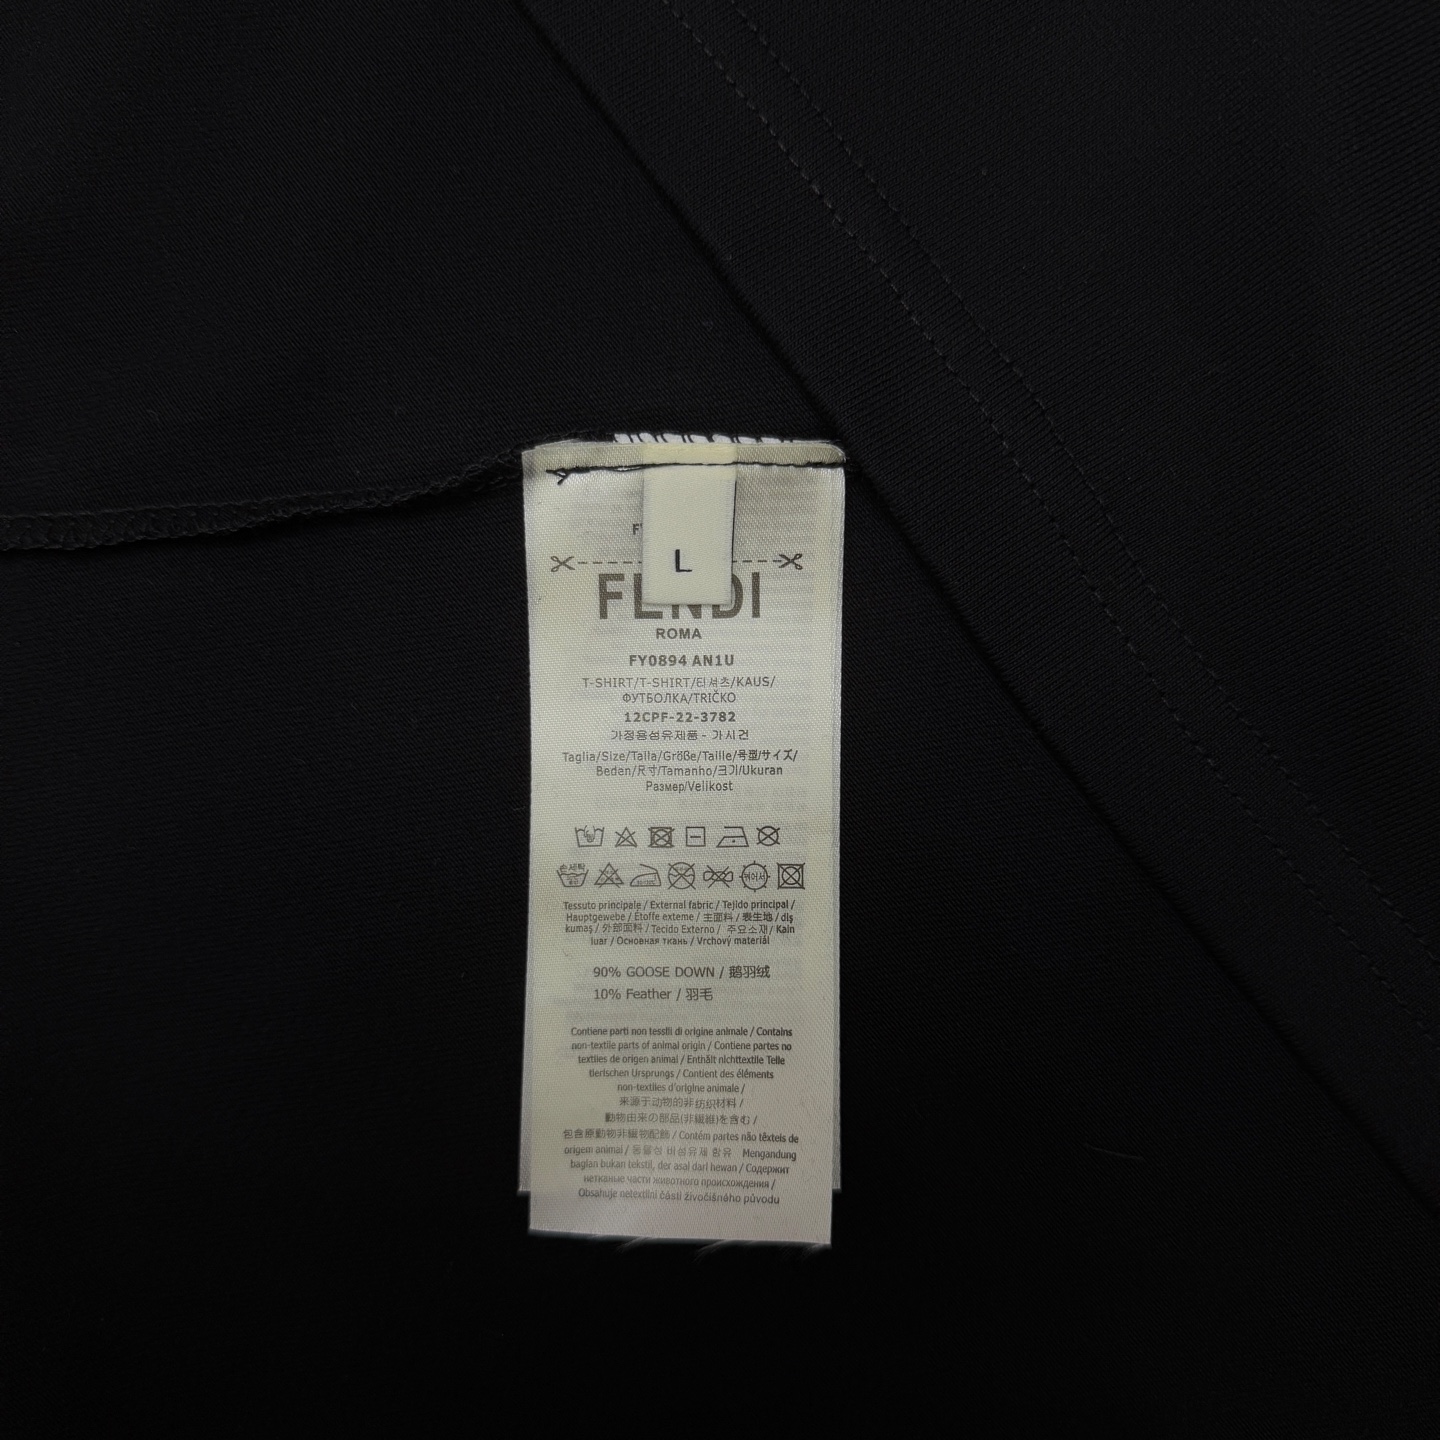 L
FENDI
ROMA
FY0894 AN1U
T-SHIRT/T-SHIRT/티셔츠/KAUS/
ФУТБОЛКА/TRIČKO
12CPF-22-3782
가정용섬유제품 - 가시건
Taglia/Size/Talla/Größe/Taille/号型/サイズ/
Beden/尺寸/Tamanho/크기/Ukuran
Размер/Velikost
Tessuto principale / External fabric / Tejido principal /
Hauptgewebe / Étoffe externe / 主面料 / 表生地 / dış
kumaş / 外部面料 / Tecido Externo / 주요소재 / Kain
luar / Основная ткань / Vrchový materiál
90% GOOSE DOWN / 鹅羽绒
10% Feather / 羽毛
Contiene parti non tessili di origine animale / Contains
non-textile parts of animal origin / Contiene partes no
textiles de origen animal / Enthält nichttextile Teile
tierischen Ursprungs / Contient des éléments
non-textiles d'origine animale /
来源于动物的非纺织材料 /
動物由来の部品(非繊維)を含む /
包含原動物非纖物配飾 / Contém partes não têxteis de
origem animal / 동물성 비섬유제 함유 Mengandung
bagian bukan tekstil, der asal dari hewan / Содержит
нетканые части животного происхождения /
Obsahuje netextilní části živočišného původu